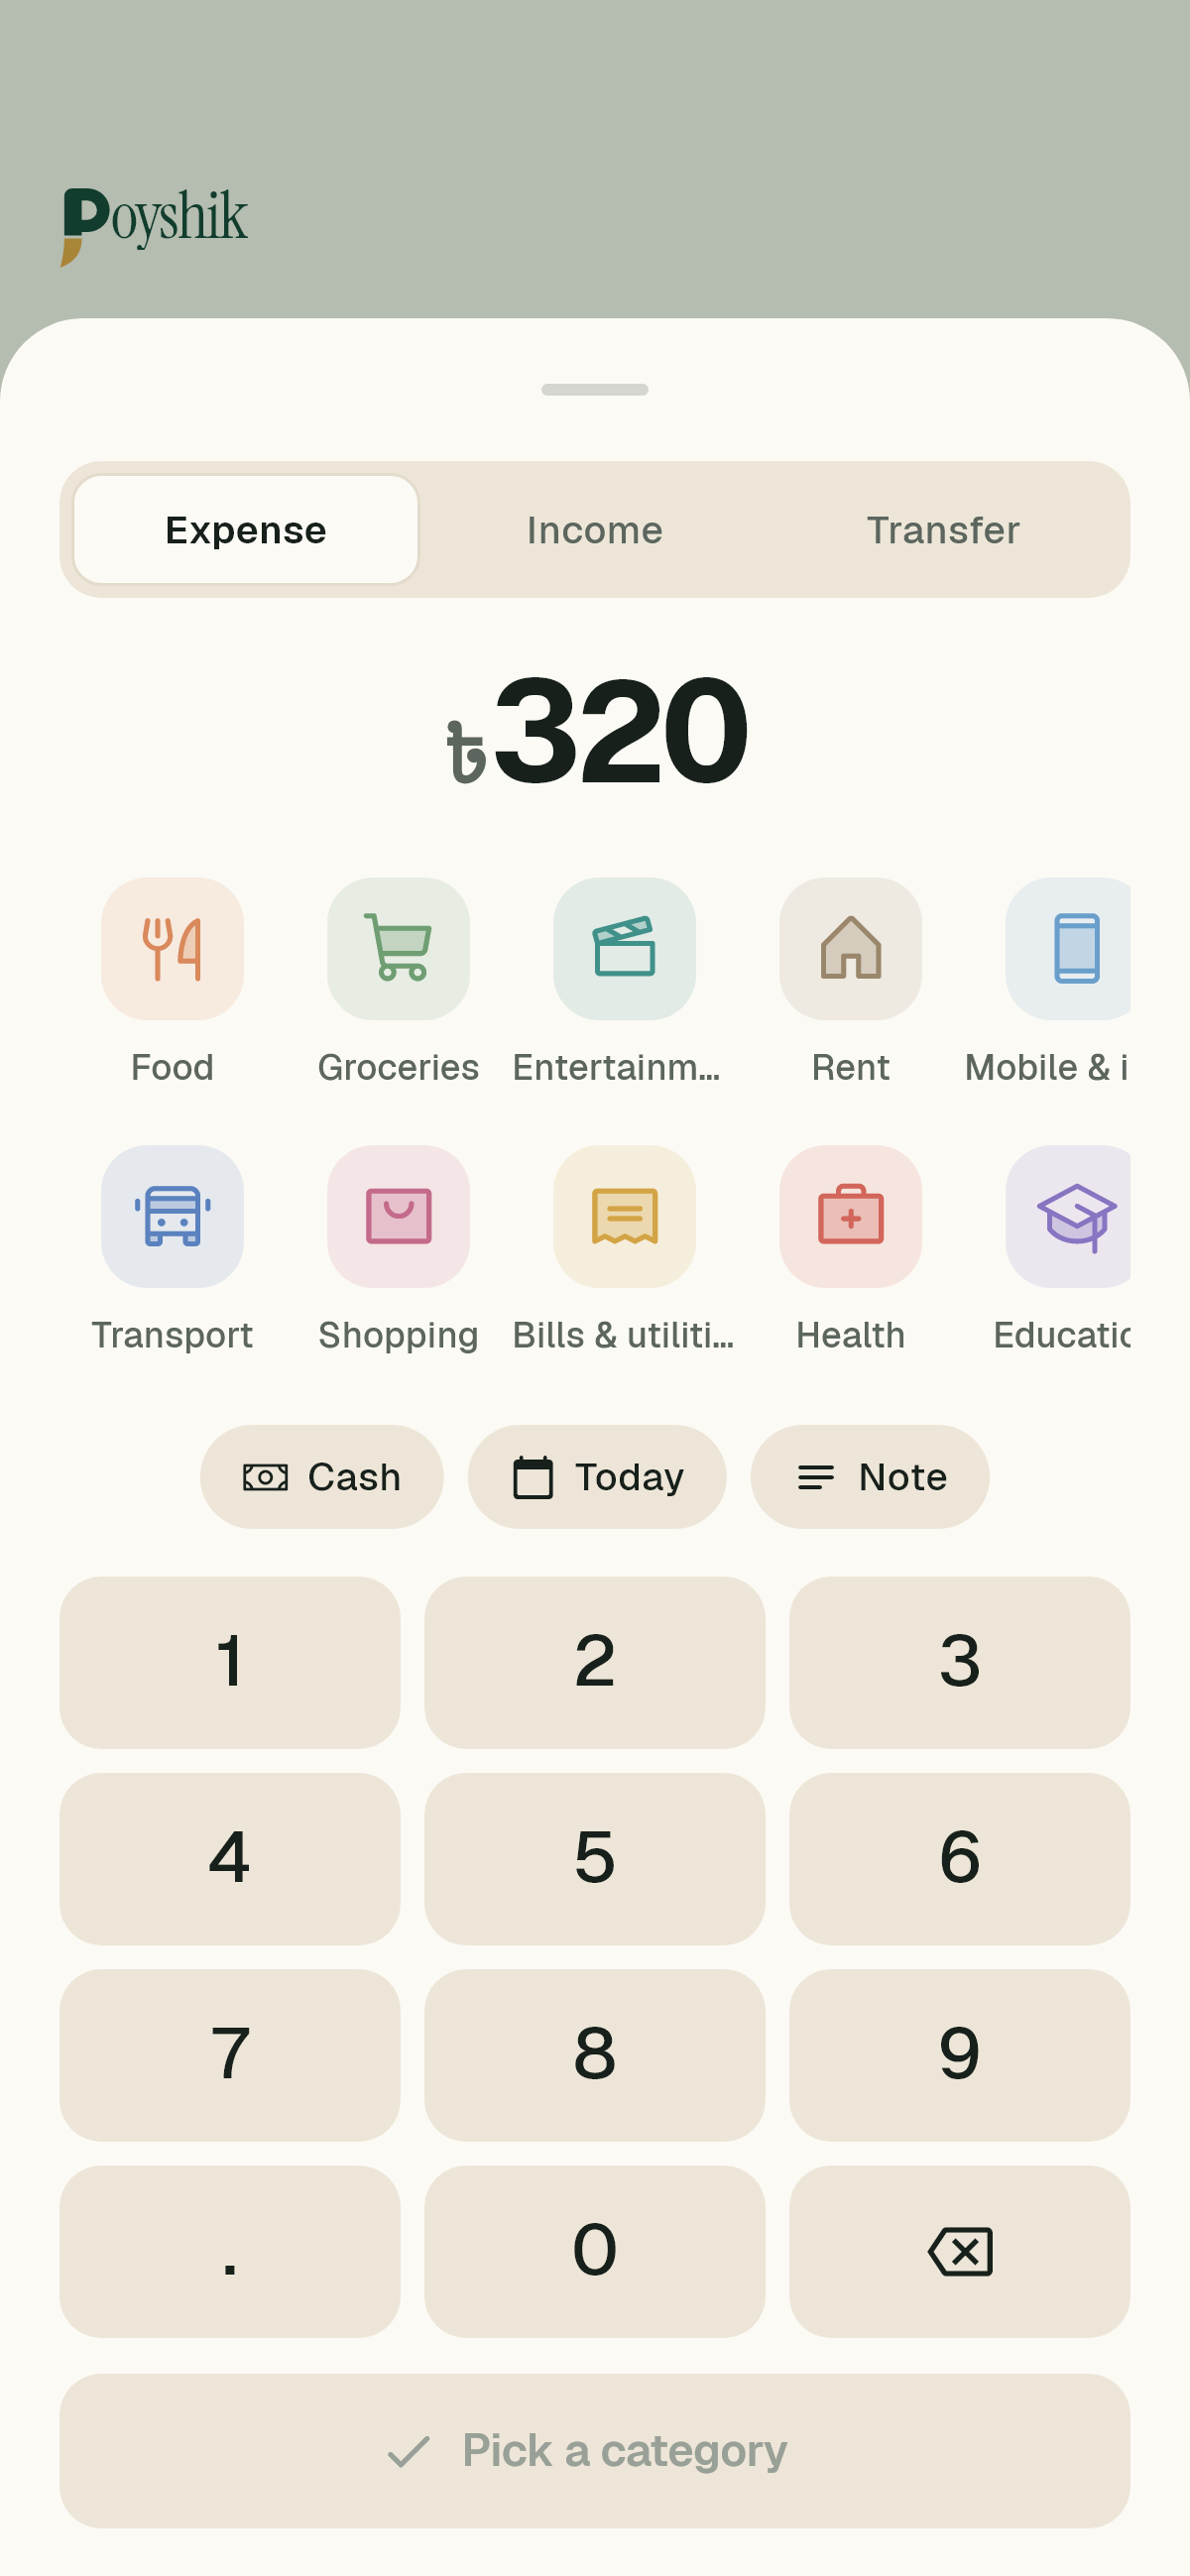 Poyshik
Expense Income Transfer
৳320
Food Groceries Entertainm... Rent Mobile & i
Transport Shopping Bills & utiliti... Health Educatio
Cash Today Note
1 2 3
4 5 6
7 8 9
. 0
Pick a category